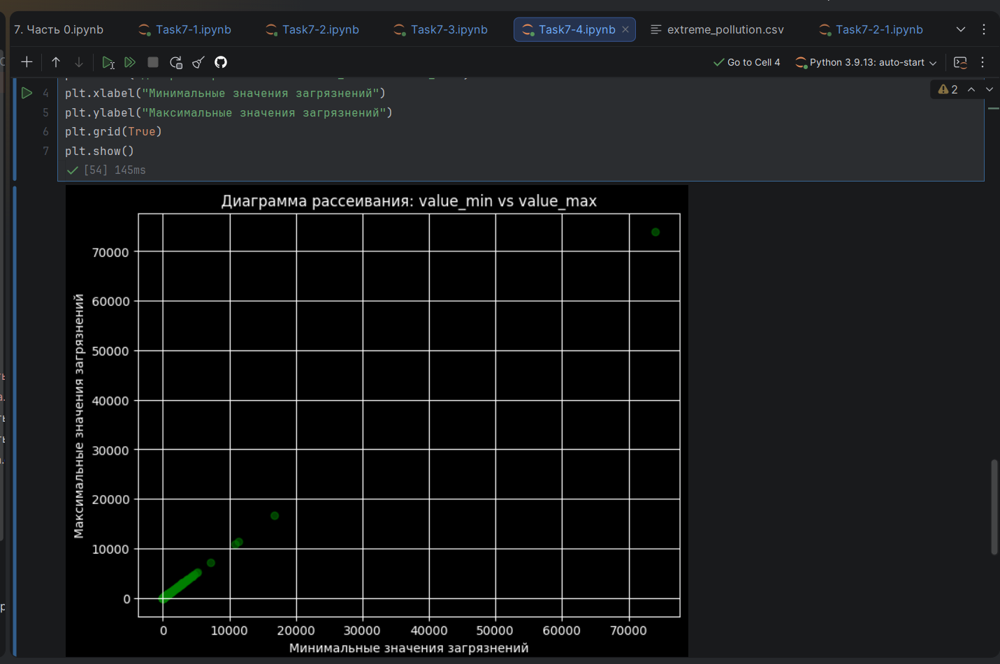 7. Часть 0.ipynb
Task7-1.ipynb
Task7-2.ipynb
Task7-3.ipynb
Task7-4.ipynb
extreme_pollution.csv
Task7-2-1.ipynb
Go to Cell 4
Python 3.9.13: auto-start
2
4 plt.xlabel("Минимальные значения загрязнений")
5 plt.ylabel("Максимальные значения загрязнений")
6 plt.grid(True)
7 plt.show()
[54] 145ms
Диаграмма рассеивания: value_min vs value_max
Максимальные значения загрязнений
70000
60000
50000
40000
30000
20000
10000
0
0 10000 20000 30000 40000 50000 60000 70000
Минимальные значения загрязнений